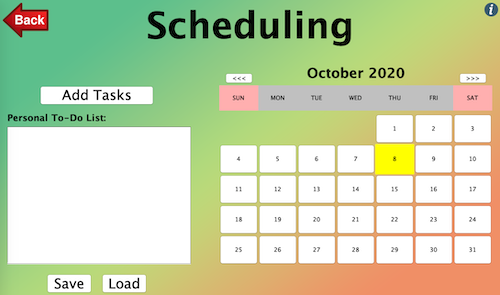 Back
Scheduling
i
<<<
October 2020
>>>
Add Tasks
SUN MON TUE WED THU FRI SAT
Personal To-Do List:
1 2 3
4 5 6 7 8 9 10
11 12 13 14 15 16 17
18 19 20 21 22 23 24
25 26 27 28 29 30 31
Save Load